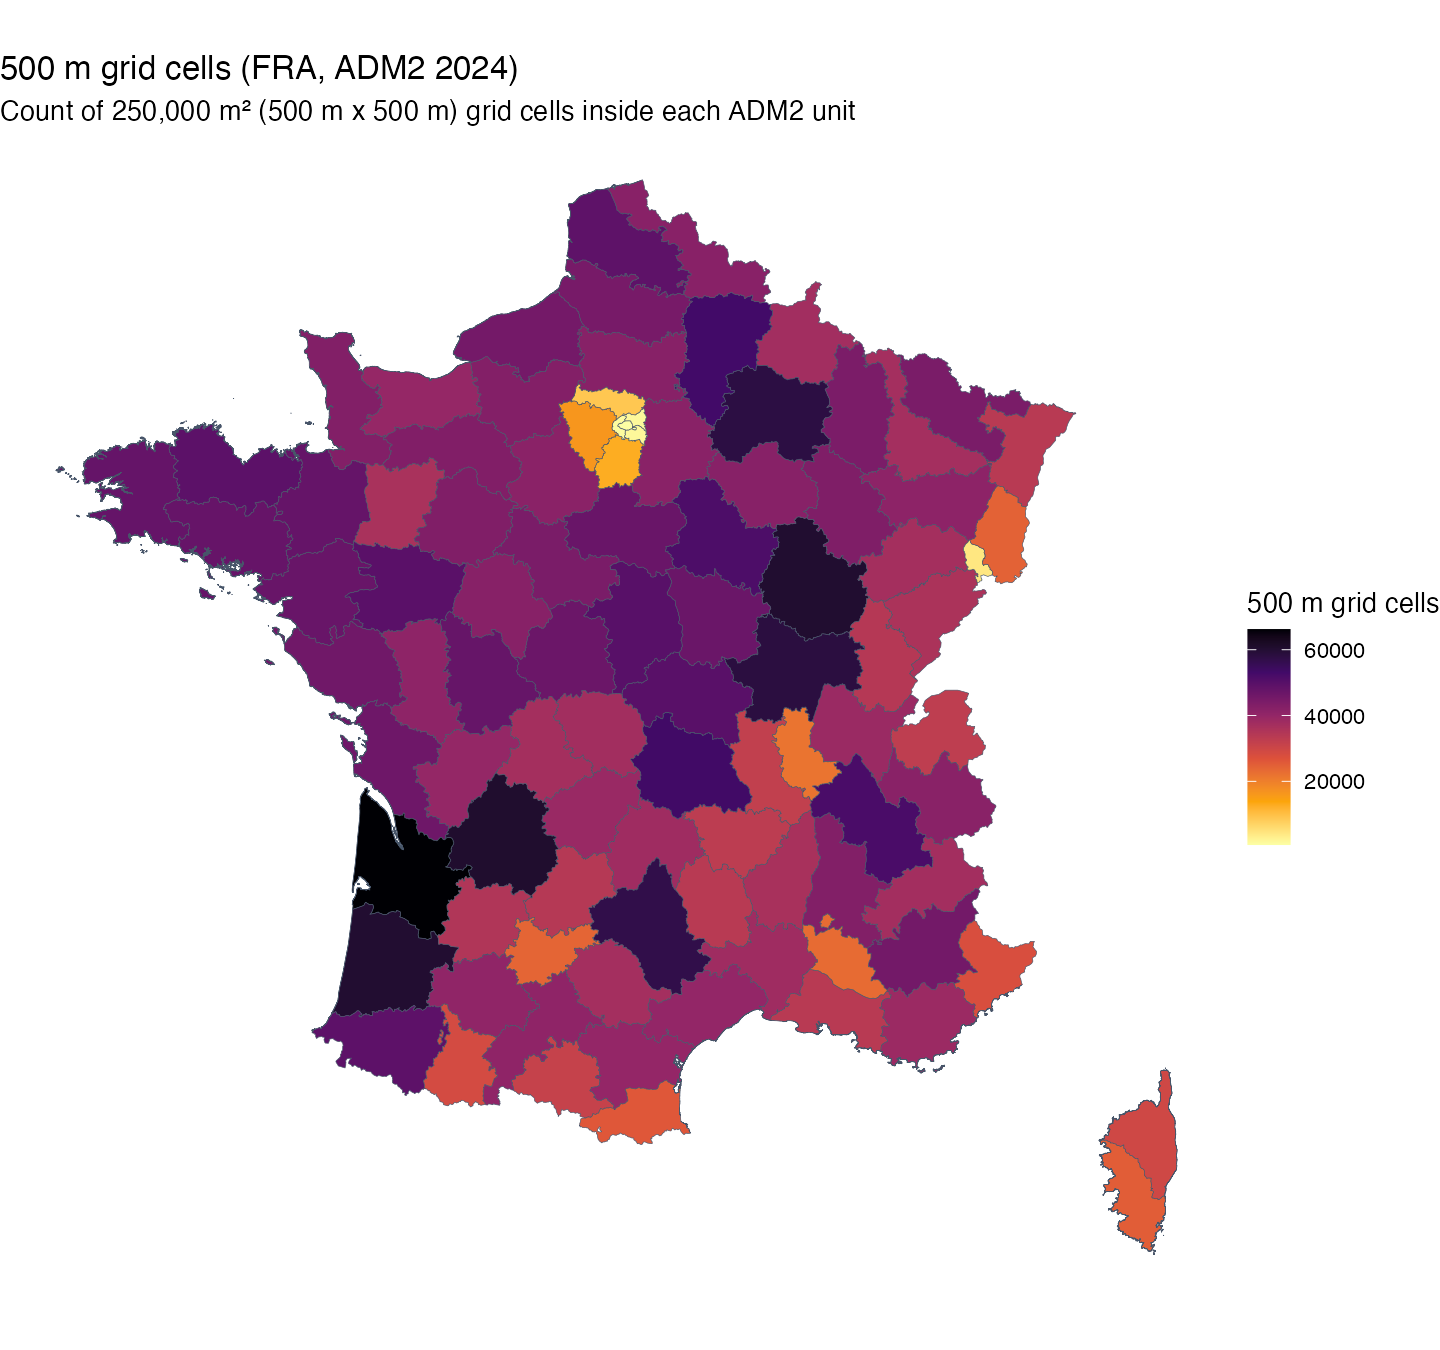 500 m grid cells (FRA, ADM2 2024)
Count of 250,000 m² (500 m x 500 m) grid cells inside each ADM2 unit
500 m grid cells
60000
40000
20000